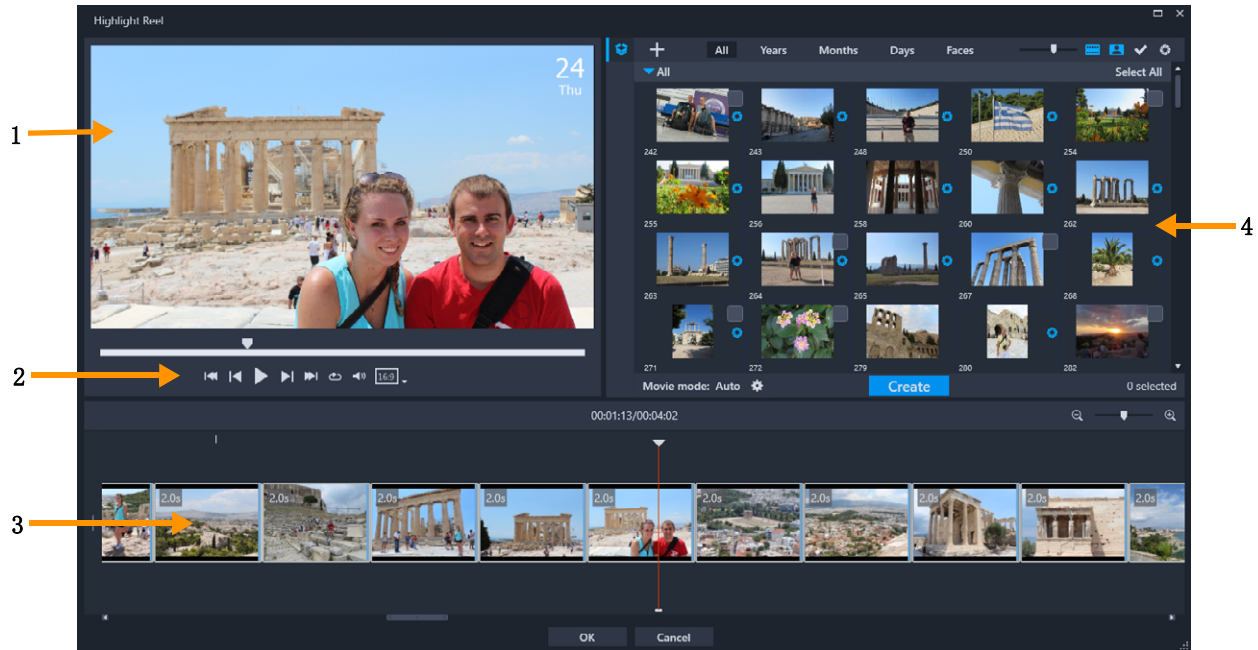 Highlight Reel
24
Thu
All Years Months Days Faces
All Select All
242 243 248 250 254
255 256 258 260 262
263 264 265 267 268
271 272 279 280 282
1
2
3
4
16:9
Movie mode: Auto Create 0 selected
00:01:13/00:04:02
2.0s 2.0s 2.0s 2.0s 2.0s 2.0s 2.0s 2.0s 2.0s 2.0s
OK Cancel